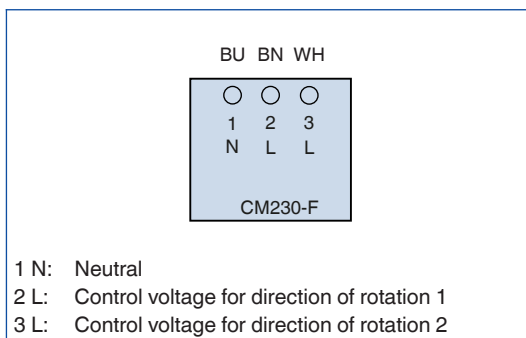 BU BN WH
1 2 3
N L L
CM230-F
1 N: Neutral
2 L: Control voltage for direction of rotation 1
3 L: Control voltage for direction of rotation 2